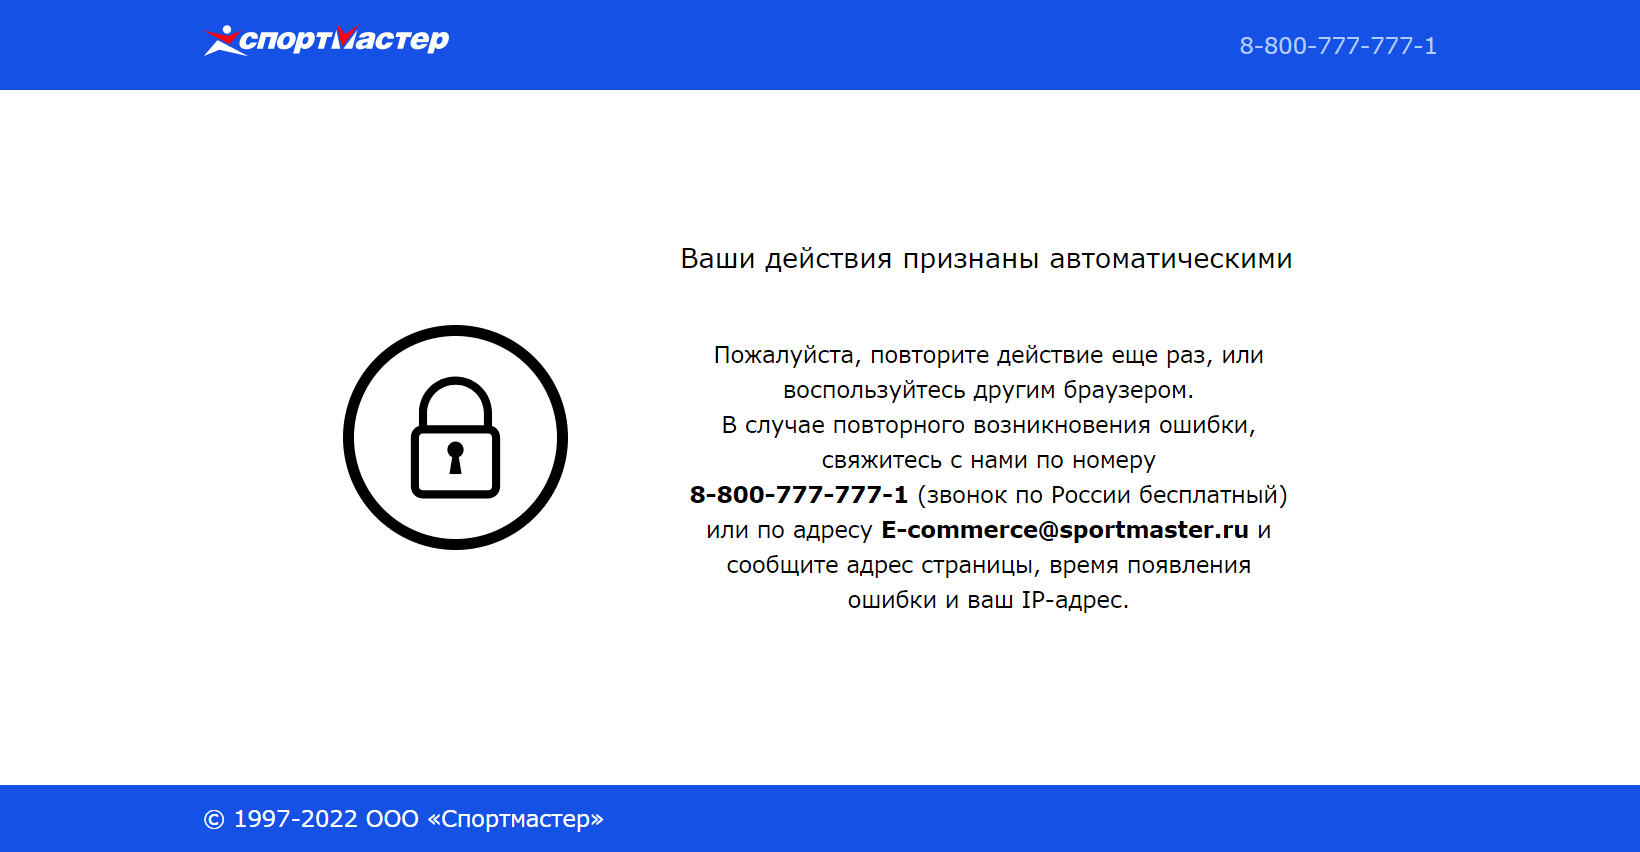 спортмастер
8-800-777-777-1
Ваши действия признаны автоматическими
Пожалуйста, повторите действие еще раз, или
воспользуйтесь другим браузером.
В случае повторного возникновения ошибки,
свяжитесь с нами по номеру
8-800-777-777-1 (звонок по России бесплатный)
или по адресу E-commerce@sportmaster.ru и
сообщите адрес страницы, время появления
ошибки и ваш IP-адрес.
© 1997-2022 ООО «Спортмастер»